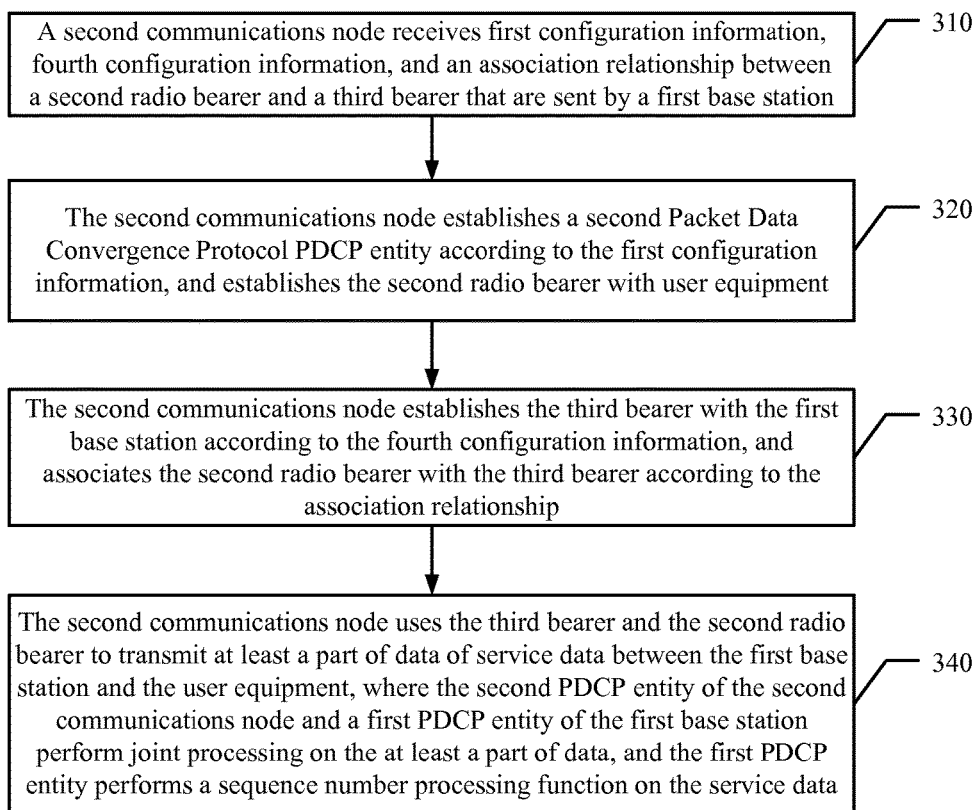 A second communications node receives first configuration information,
fourth configuration information, and an association relationship between
a second radio bearer and a third bearer that are sent by a first base station
310
The second communications node establishes a second Packet Data
Convergence Protocol PDCP entity according to the first configuration
information, and establishes the second radio bearer with user equipment
320
The second communications node establishes the third bearer with the first
base station according to the fourth configuration information, and
associates the second radio bearer with the third bearer according to the
association relationship
330
The second communications node uses the third bearer and the second radio
bearer to transmit at least a part of data of service data between the first base
station and the user equipment, where the second PDCP entity of the second
communications node and a first PDCP entity of the first base station
perform joint processing on the at least a part of data, and the first PDCP
entity performs a sequence number processing function on the service data
340